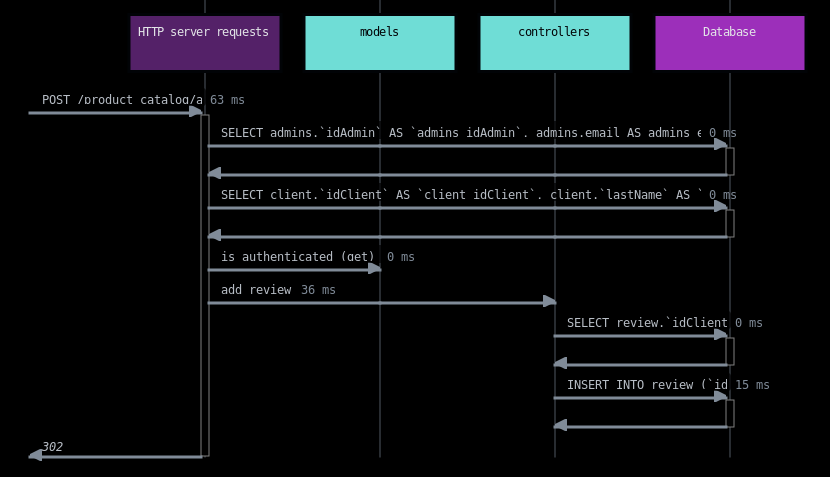 HTTP server requests
models
controllers
Database
POST /product_catalog/a 63 ms
SELECT admins.`idAdmin` AS `admins_idAdmin`, admins.email AS admins_e 0 ms
SELECT client.`idClient` AS `client_idClient`, client.`lastName` AS ` 0 ms
is_authenticated (get) 0 ms
add_review 36 ms
SELECT review.`idClient 0 ms
INSERT INTO review (`id 15 ms
302